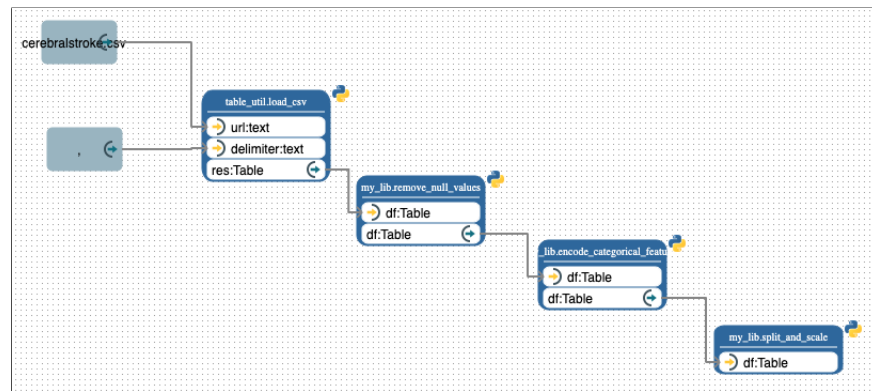 cerebralstroke.csv
table_util.load_csv
url:text
,
delimiter:text
res:Table
my_lib.remove_null_values
df:Table
df:Table
_lib.encode_categorical_featu
df:Table
df:Table
my_lib.split_and_scale
df:Table